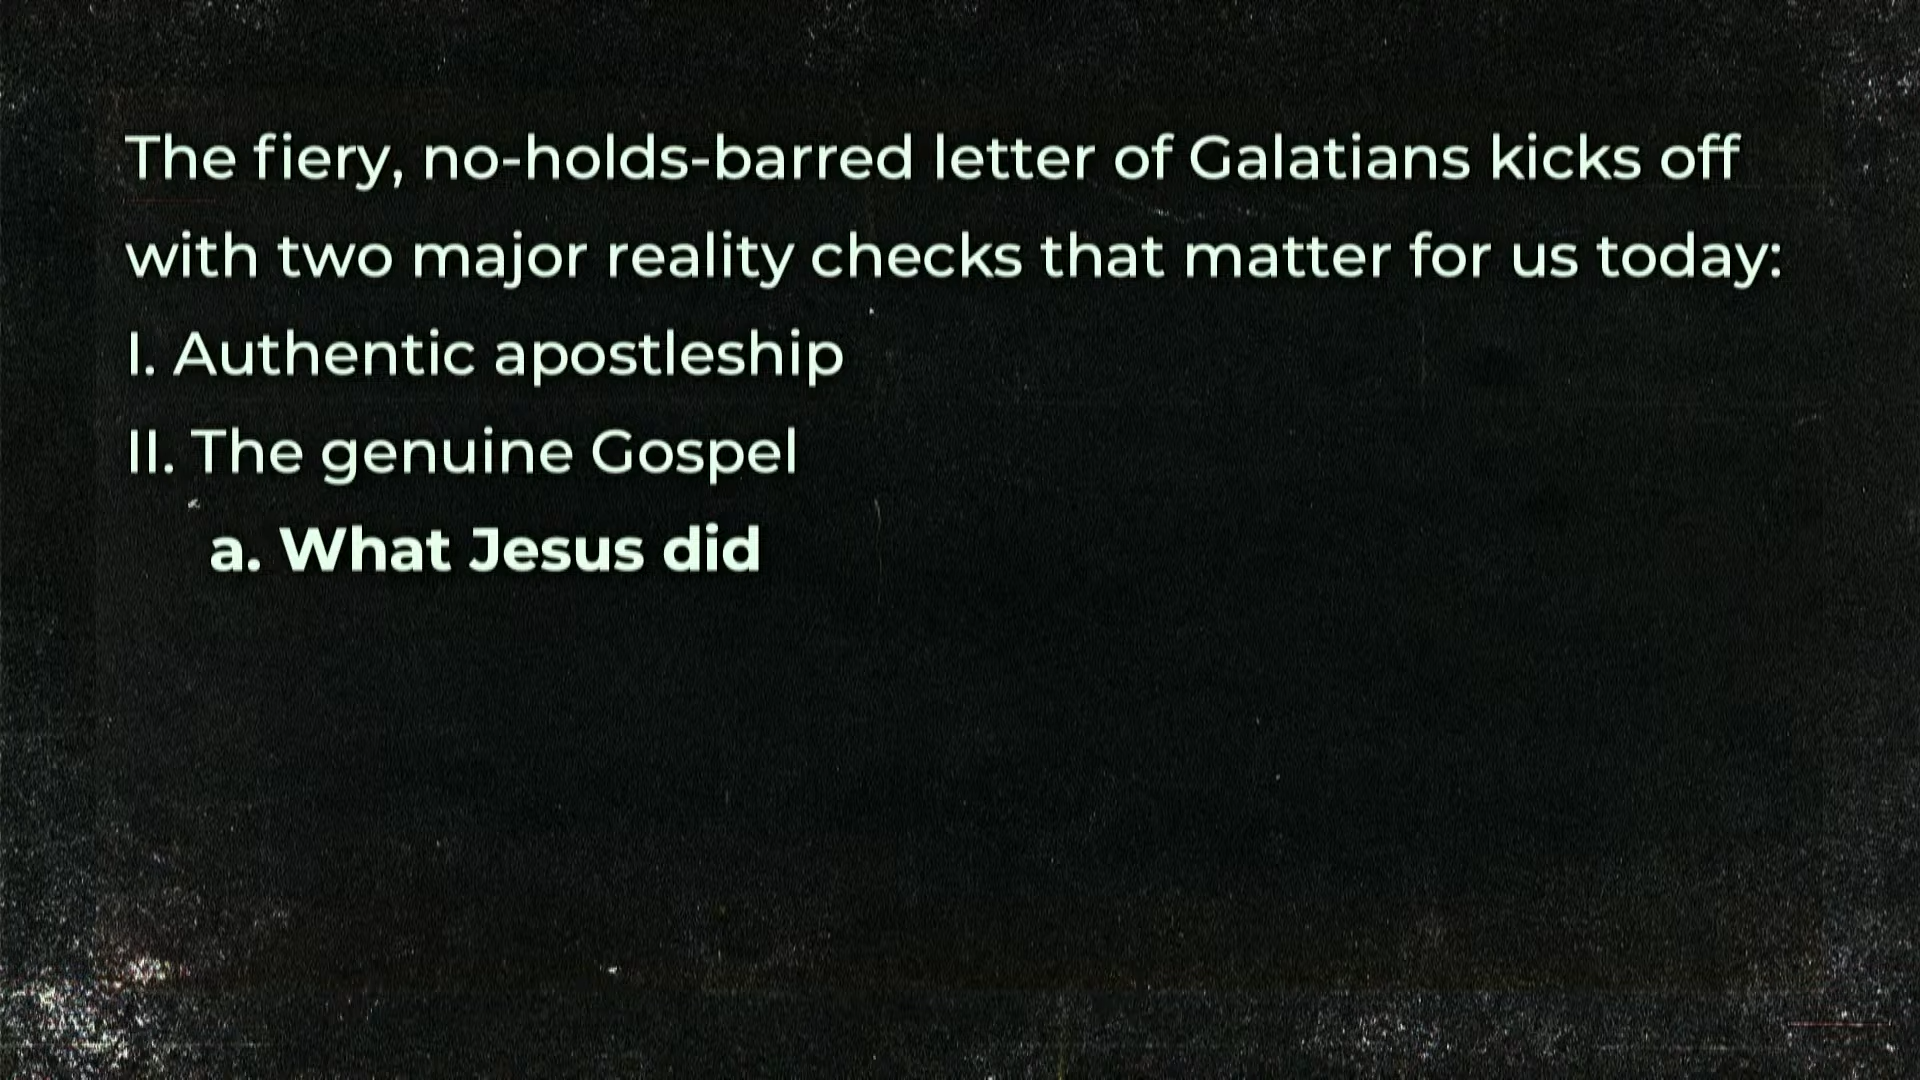 The fiery, no-holds-barred letter of Galatians kicks off
with two major reality checks that matter for us today:
I. Authentic apostleship
II. The genuine Gospel
a. What Jesus did